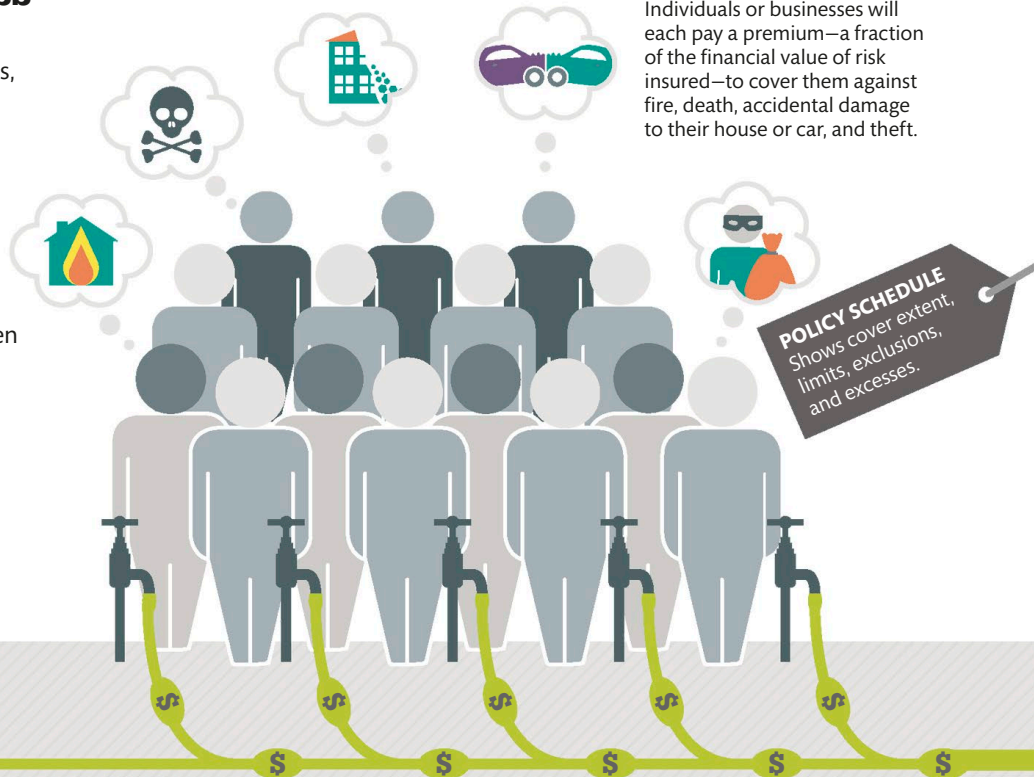 s,
en
Individuals or businesses will
each pay a premium—a fraction
of the financial value of risk
insured—to cover them against
fire, death, accidental damage
to their house or car, and theft.
POLICY SCHEDULE
Shows cover extent,
limits, exclusions,
and excesses.
$ $ $ $ $
$ $ $ $ $